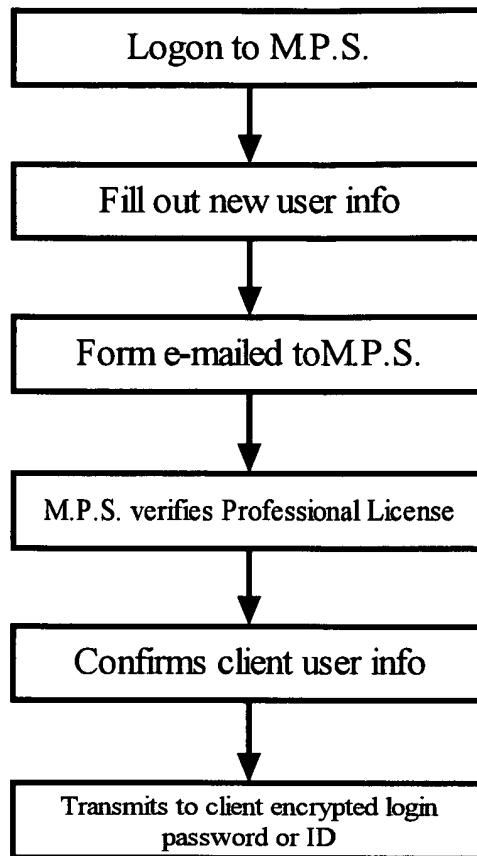 Logon to M.P.S.
Fill out new user info
Form e-mailed toM.P.S.
M.P.S. verifies Professional License
Confirms client user info
Transmits to client encrypted login
password or ID